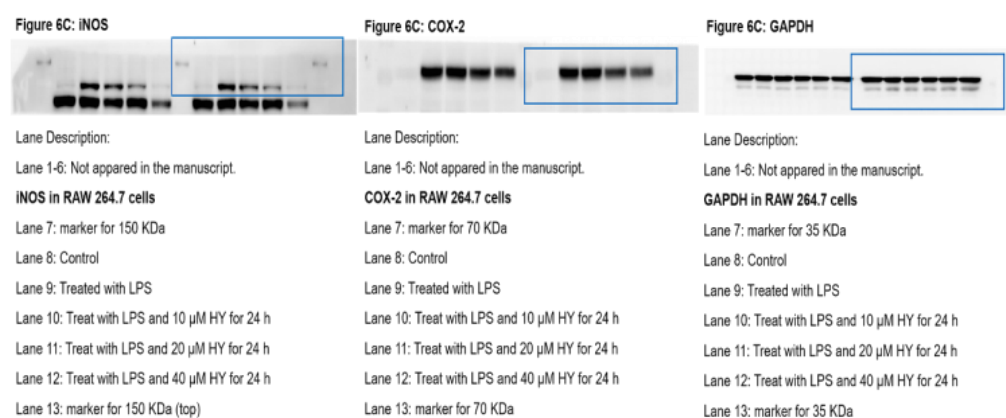 Figure 6C: iNOS
Lane Description:
Lane 1-6: Not appared in the manuscript.
iNOS in RAW 264.7 cells
Lane 7: marker for 150 KDa
Lane 8: Control
Lane 9: Treated with LPS
Lane 10: Treat with LPS and 10 μM HY for 24 h
Lane 11: Treat with LPS and 20 μM HY for 24 h
Lane 12: Treat with LPS and 40 μM HY for 24 h
Lane 13: marker for 150 KDa (top)
Figure 6C: COX-2
Lane Description:
Lane 1-6: Not appared in the manuscript.
COX-2 in RAW 264.7 cells
Lane 7: marker for 70 KDa
Lane 8: Control
Lane 9: Treated with LPS
Lane 10: Treat with LPS and 10 μM HY for 24 h
Lane 11: Treat with LPS and 20 μM HY for 24 h
Lane 12: Treat with LPS and 40 μM HY for 24 h
Lane 13: marker for 70 KDa
Figure 6C: GAPDH
Lane Description:
Lane 1-6: Not appared in the manuscript.
GAPDH in RAW 264.7 cells
Lane 7: marker for 35 KDa
Lane 8: Control
Lane 9: Treated with LPS
Lane 10: Treat with LPS and 10 μM HY for 24 h
Lane 11: Treat with LPS and 20 μM HY for 24 h
Lane 12: Treat with LPS and 40 μM HY for 24 h
Lane 13: marker for 35 KDa